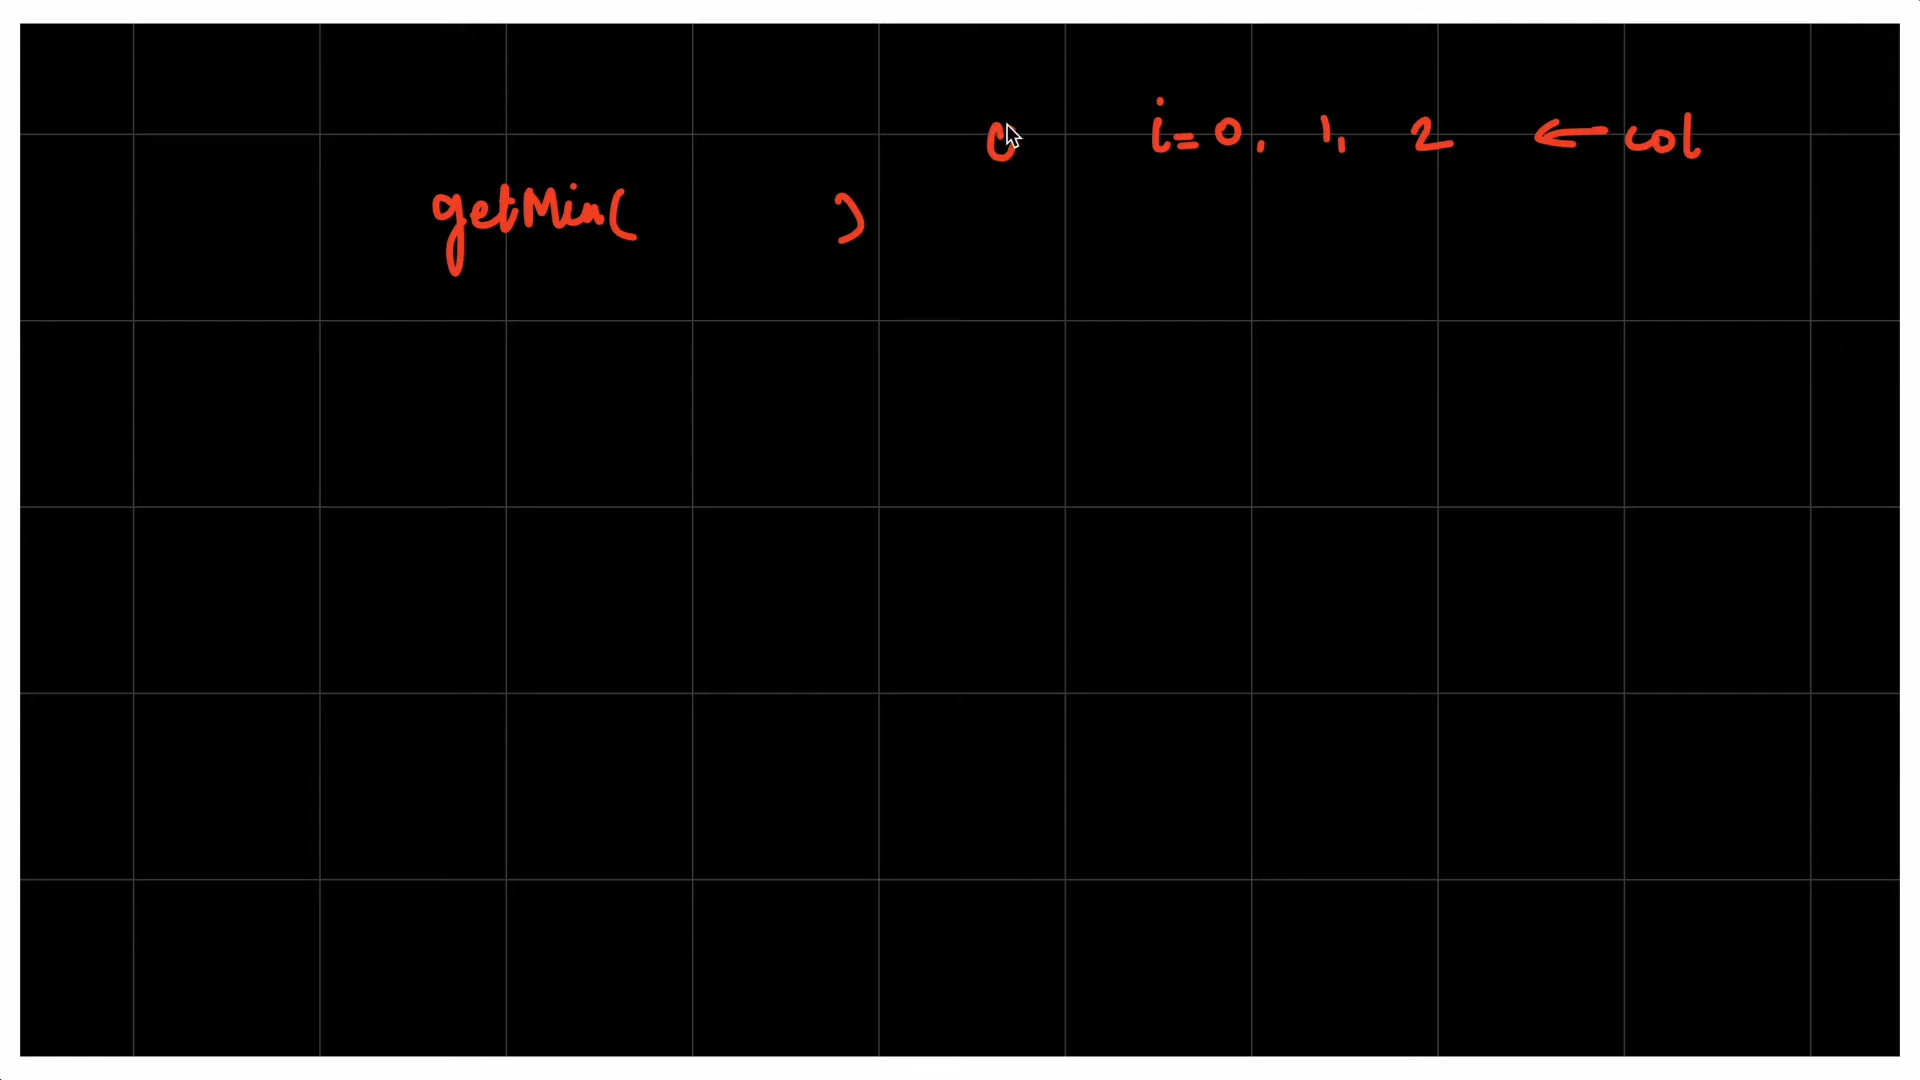 i=0, 1, 2 ← col
getMin( )